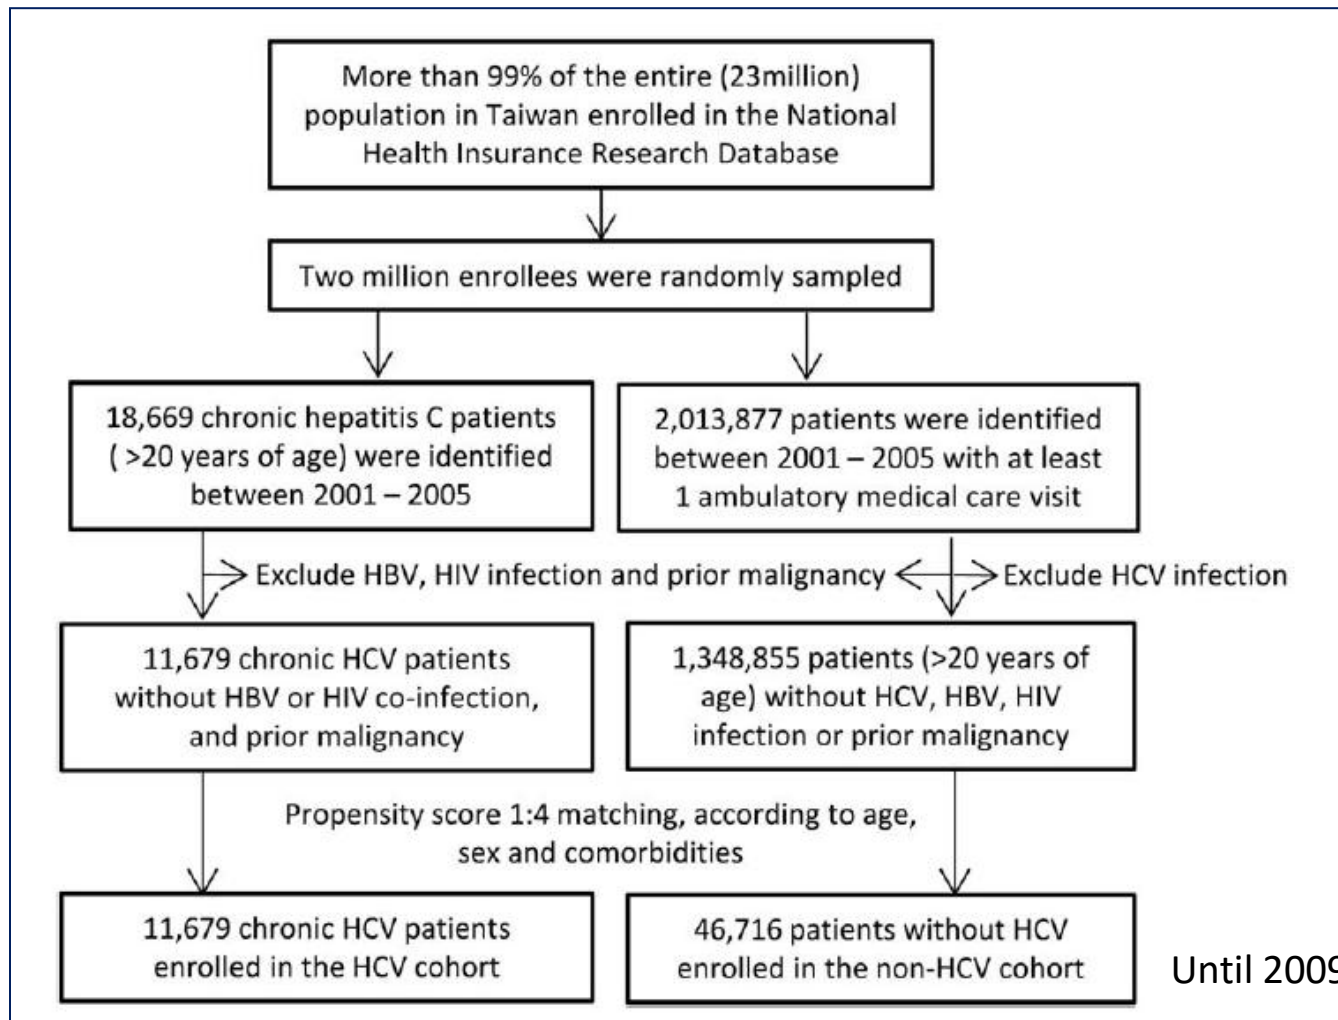 More than 99% of the entire (23million)
population in Taiwan enrolled in the National
Health Insurance Research Database
Two million enrollees were randomly sampled
18,669 chronic hepatitis C patients
( >20 years of age) were identified
between 2001 – 2005
2,013,877 patients were identified
between 2001 – 2005 with at least
1 ambulatory medical care visit
Exclude HBV, HIV infection and prior malignancy
Exclude HCV infection
11,679 chronic HCV patients
without HBV or HIV co-infection,
and prior malignancy
1,348,855 patients (>20 years of
age) without HCV, HBV, HIV
infection or prior malignancy
Propensity score 1:4 matching, according to age,
sex and comorbidities
11,679 chronic HCV patients
enrolled in the HCV cohort
46,716 patients without HCV
enrolled in the non-HCV cohort
Until 2009